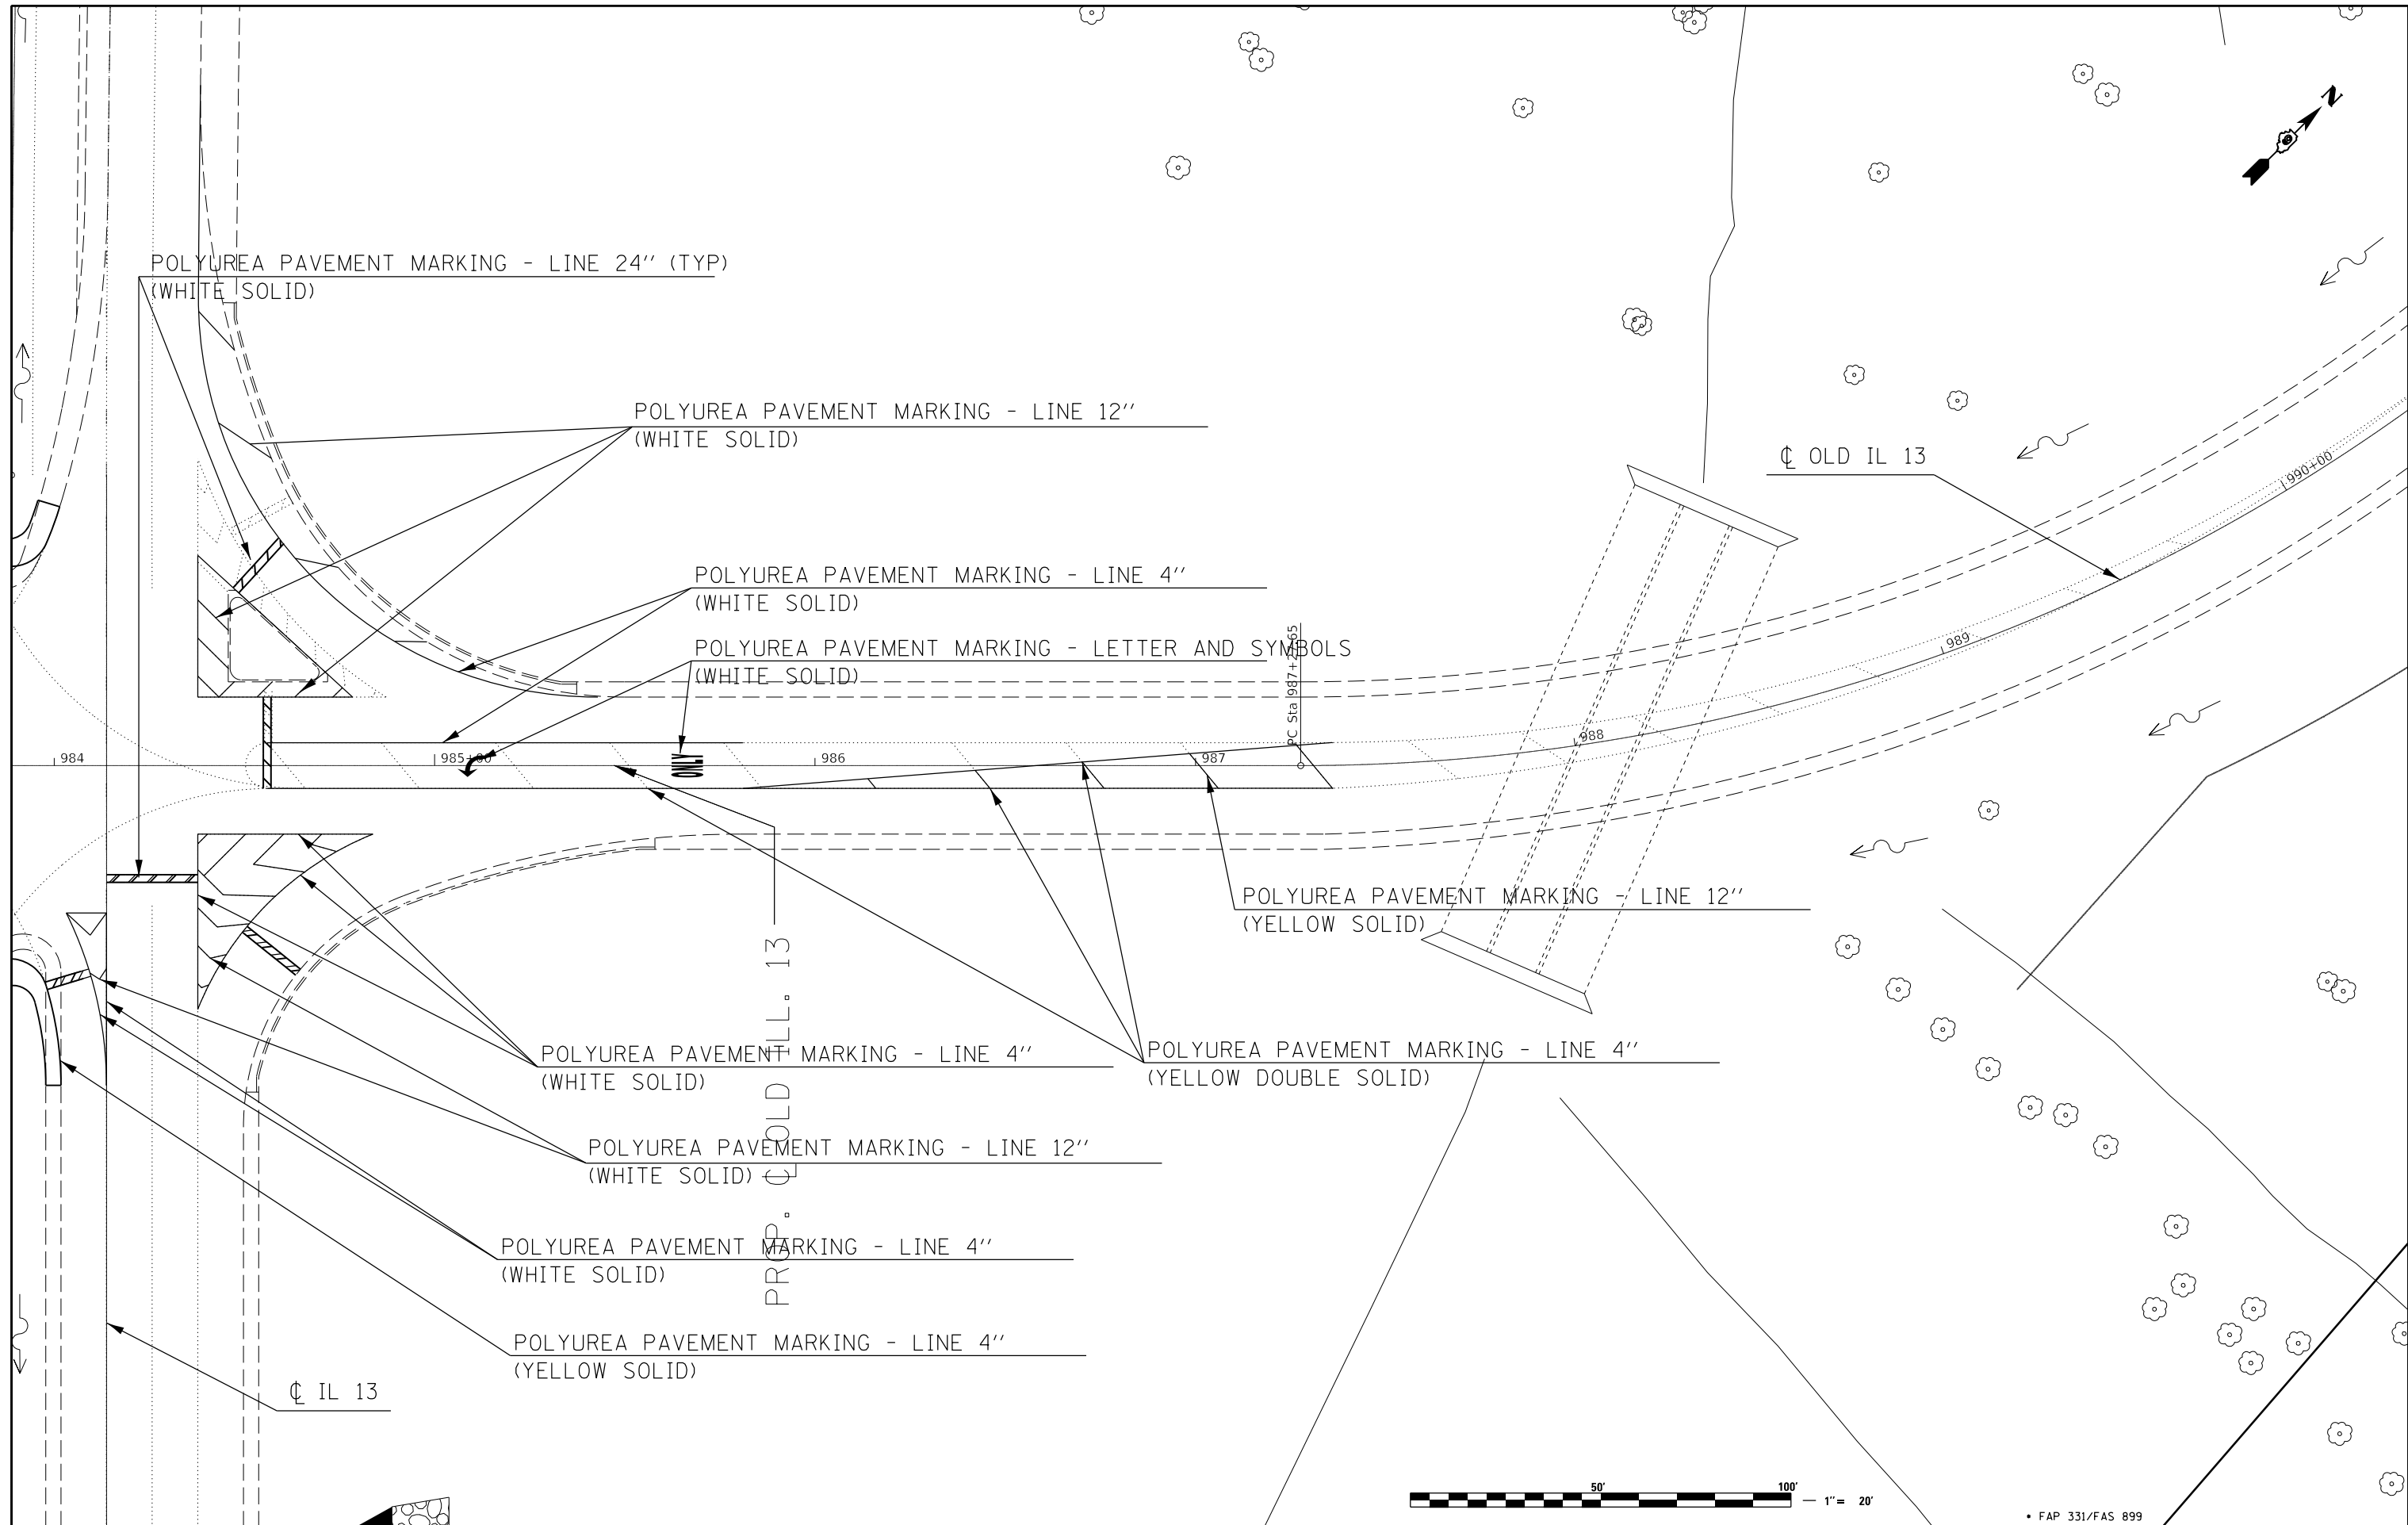 N
POLYUREA PAVEMENT MARKING - LINE 24'' (TYP)
(WHITE SOLID)
POLYUREA PAVEMENT MARKING - LINE 12''
(WHITE SOLID)
℄ OLD IL 13
990+00
POLYUREA PAVEMENT MARKING - LINE 4''
(WHITE SOLID)
POLYUREA PAVEMENT MARKING - LETTER AND SYMBOLS
(WHITE SOLID)
989
988
984
985+00
ONLY
986
987
POLYUREA PAVEMENT MARKING - LINE 12''
(YELLOW SOLID)
PROP. ℄ OLD ILL. 13
POLYUREA PAVEMENT MARKING - LINE 4''
(WHITE SOLID)
POLYUREA PAVEMENT MARKING - LINE 4''
(YELLOW DOUBLE SOLID)
POLYUREA PAVEMENT MARKING - LINE 12''
(WHITE SOLID)
POLYUREA PAVEMENT MARKING - LINE 4''
(WHITE SOLID)
POLYUREA PAVEMENT MARKING - LINE 4''
(YELLOW SOLID)
℄ IL 13
50' 100'
1"= 20'
• FAP 331/FAS 899
PC Sta